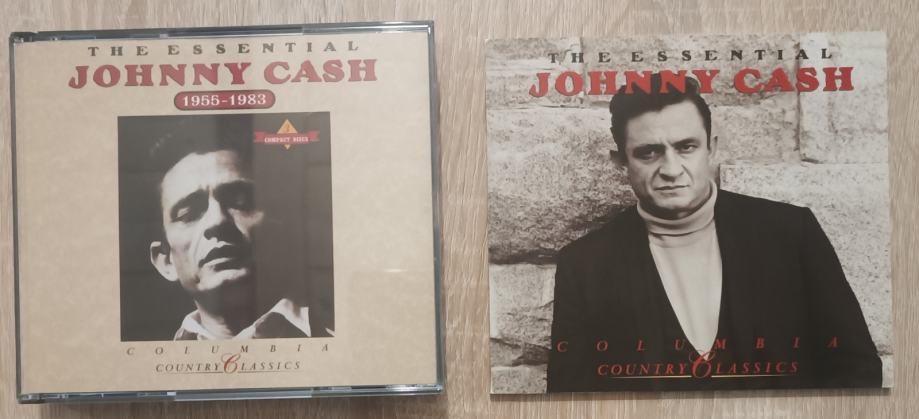 THE ESSENTIAL
JOHNNY CASH
1955-1983
COMPACT DISCS
COLUMBIA
COUNTRY CLASSICS
THE ESSENTIAL
JOHNNY CASH
COLUMBIA
COUNTRY CLASSICS